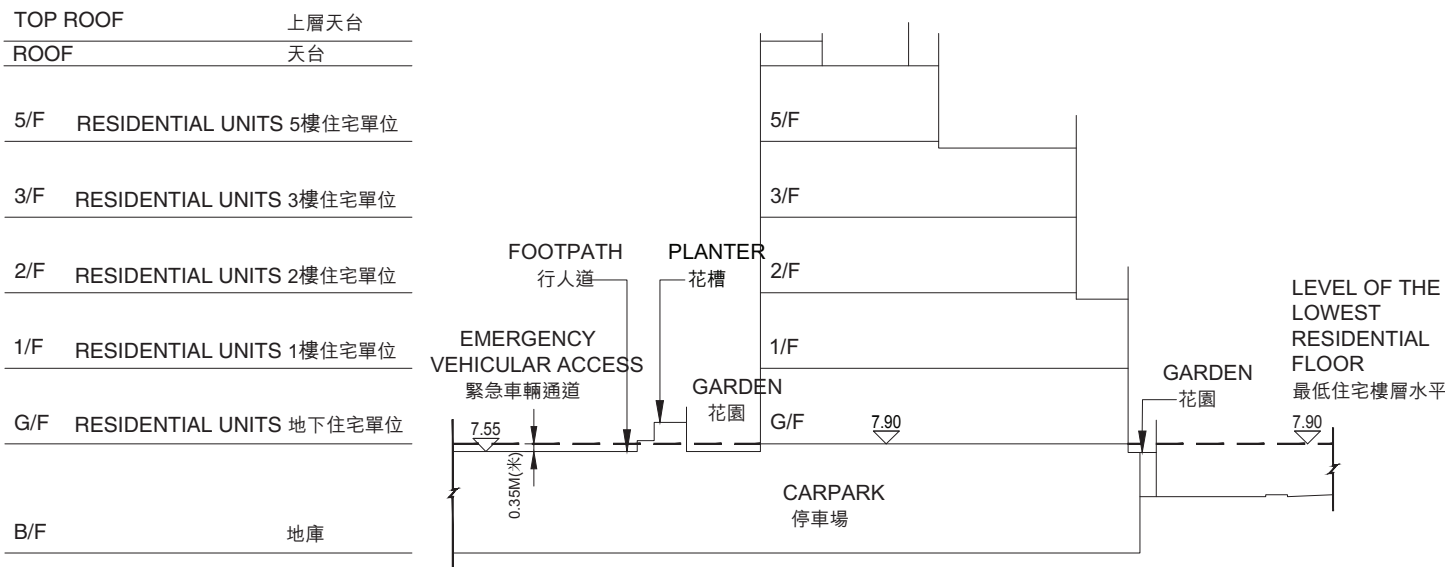 TOP ROOF 上層天台
ROOF 天台
5/F RESIDENTIAL UNITS 5樓住宅單位
3/F RESIDENTIAL UNITS 3樓住宅單位
2/F RESIDENTIAL UNITS 2樓住宅單位
1/F RESIDENTIAL UNITS 1樓住宅單位
G/F RESIDENTIAL UNITS 地下住宅單位
B/F 地庫
5/F
3/F
2/F
1/F
G/F
FOOTPATH
行人道
PLANTER
花槽
EMERGENCY
VEHICULAR ACCESS
緊急車輛通道
GARDEN
花園
7.55
0.35M(米)
7.90
CARPARK
停車場
GARDEN
花園
LEVEL OF THE
LOWEST
RESIDENTIAL
FLOOR
最低住宅樓層水平
7.90